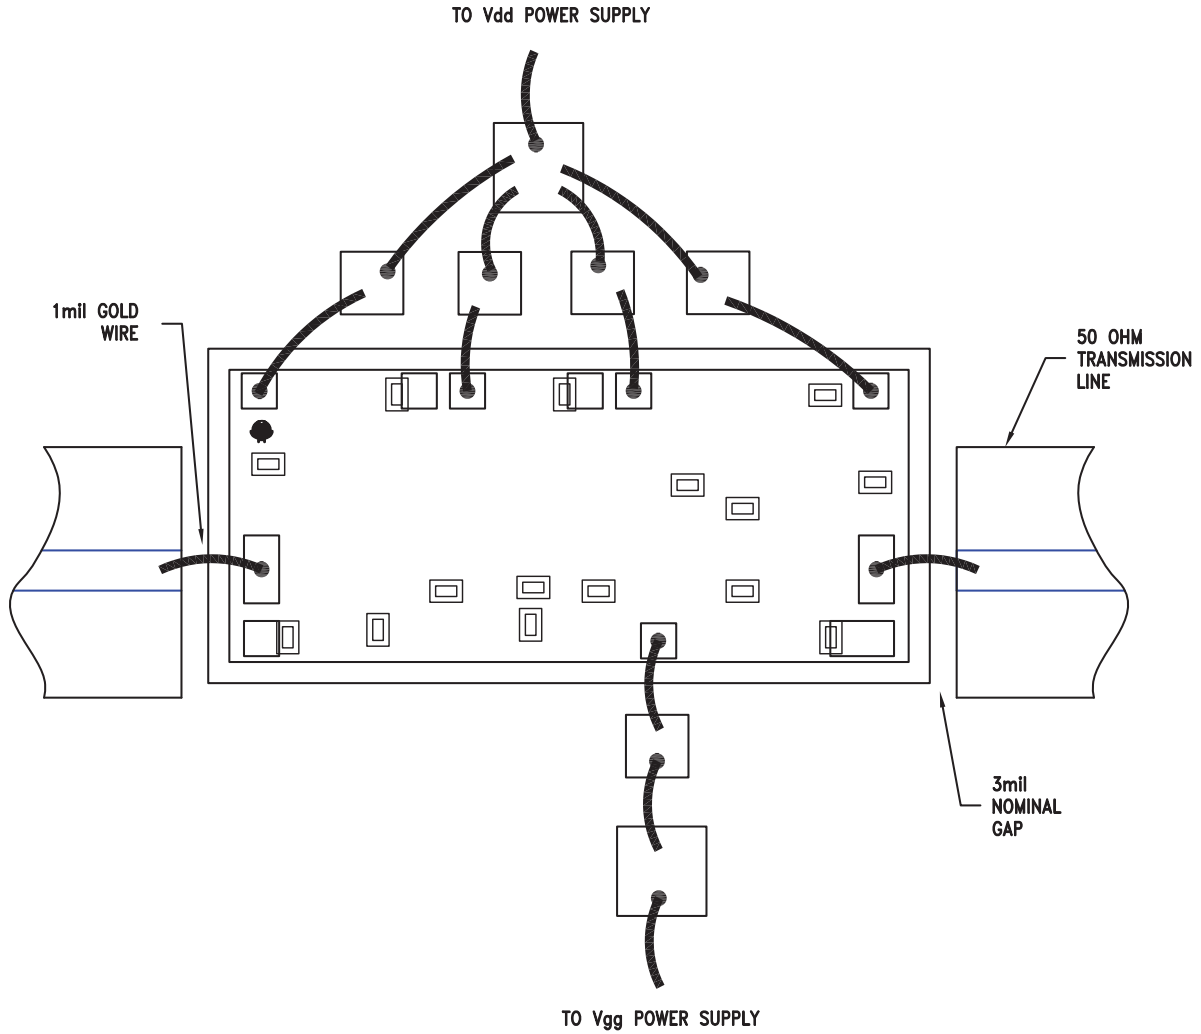 TO Vdd POWER SUPPLY
1mil GOLD
WIRE
50 OHM
TRANSMISSION
LINE
3mil
NOMINAL
GAP
TO Vgg POWER SUPPLY